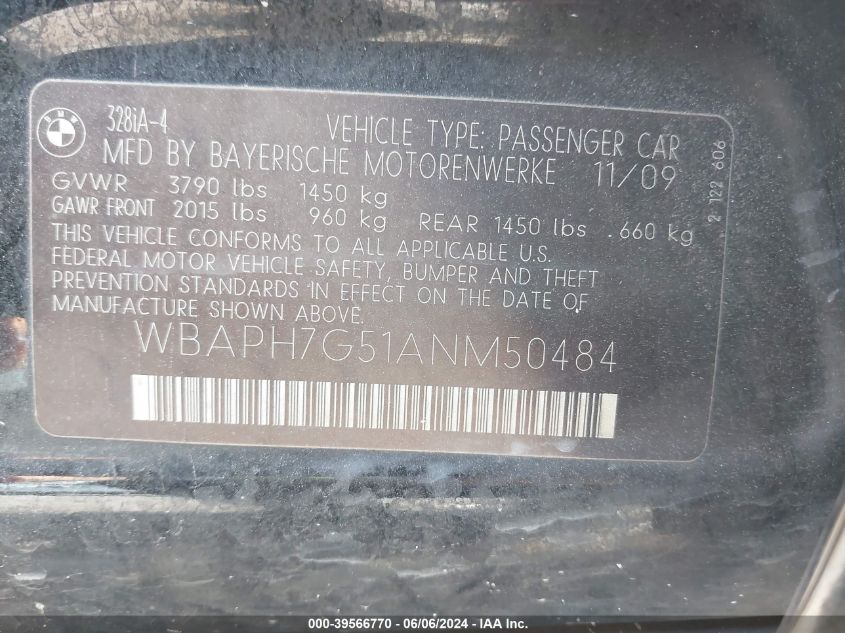 BMW
328iA-4
VEHICLE TYPE: PASSENGER CAR
MFD BY BAYERISCHE MOTORENWERKE 11/09
GVWR 3790 lbs 1450 kg
GAWR FRONT 2015 lbs 960 kg REAR 1450 lbs .660 kg
THIS VEHICLE CONFORMS TO ALL APPLICABLE U.S.
FEDERAL MOTOR VEHICLE SAFETY, BUMPER AND THEFT
PREVENTION STANDARDS IN EFFECT ON THE DATE OF
MANUFACTURE SHOWN ABOVE.
WBAPH7G51ANM50484
2 122 606
000-39566770 - 06/06/2024 - IAA Inc.